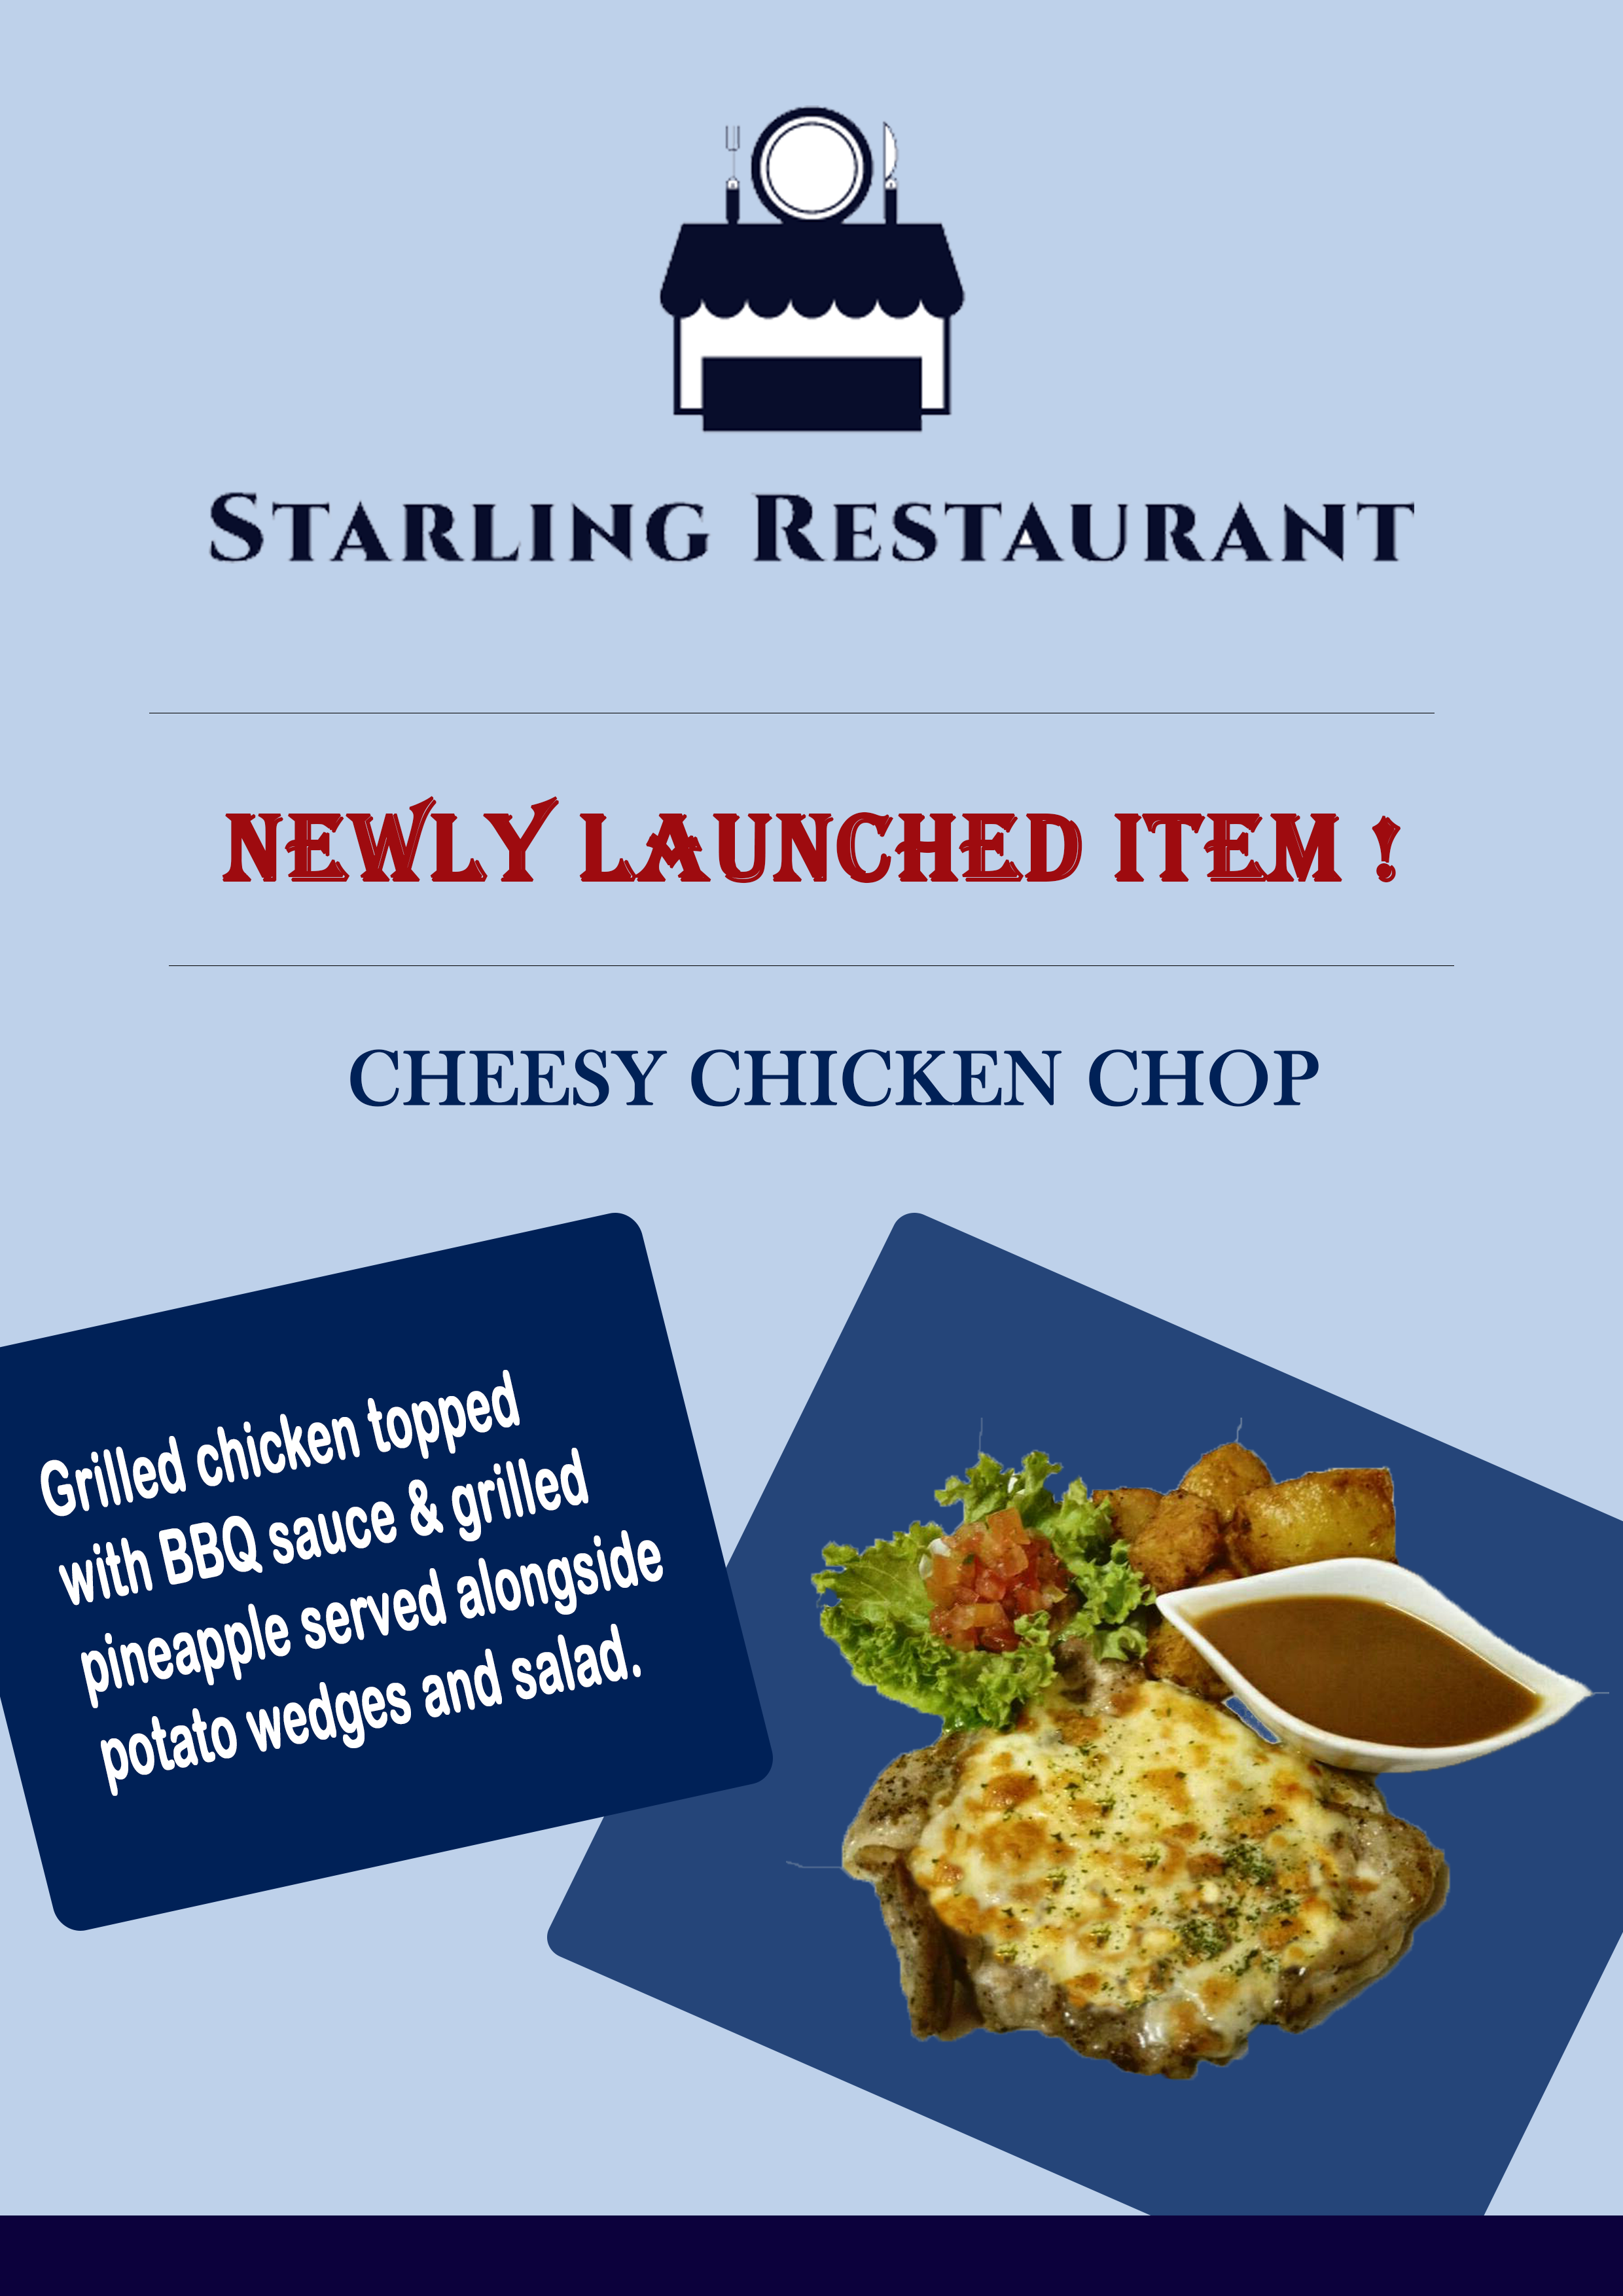 STARLING RESTAURANT
NEWLY LAUNCHED ITEM !
CHEESY CHICKEN CHOP
Grilled chicken topped
with BBQ sauce & grilled
pineapple served alongside
potato wedges and salad.